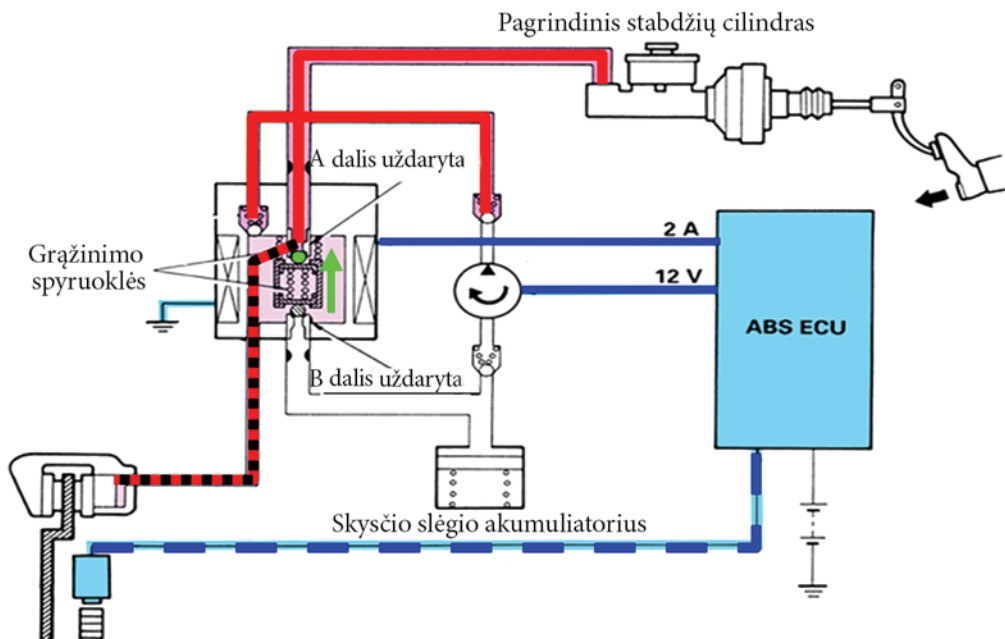 Pagrindinis stabdžių cilindras
A dalis uždaryta
Grąžinimo
spyruoklės
2 A
12 V
ABS ECU
B dalis uždaryta
Skysčio slėgio akumuliatorius